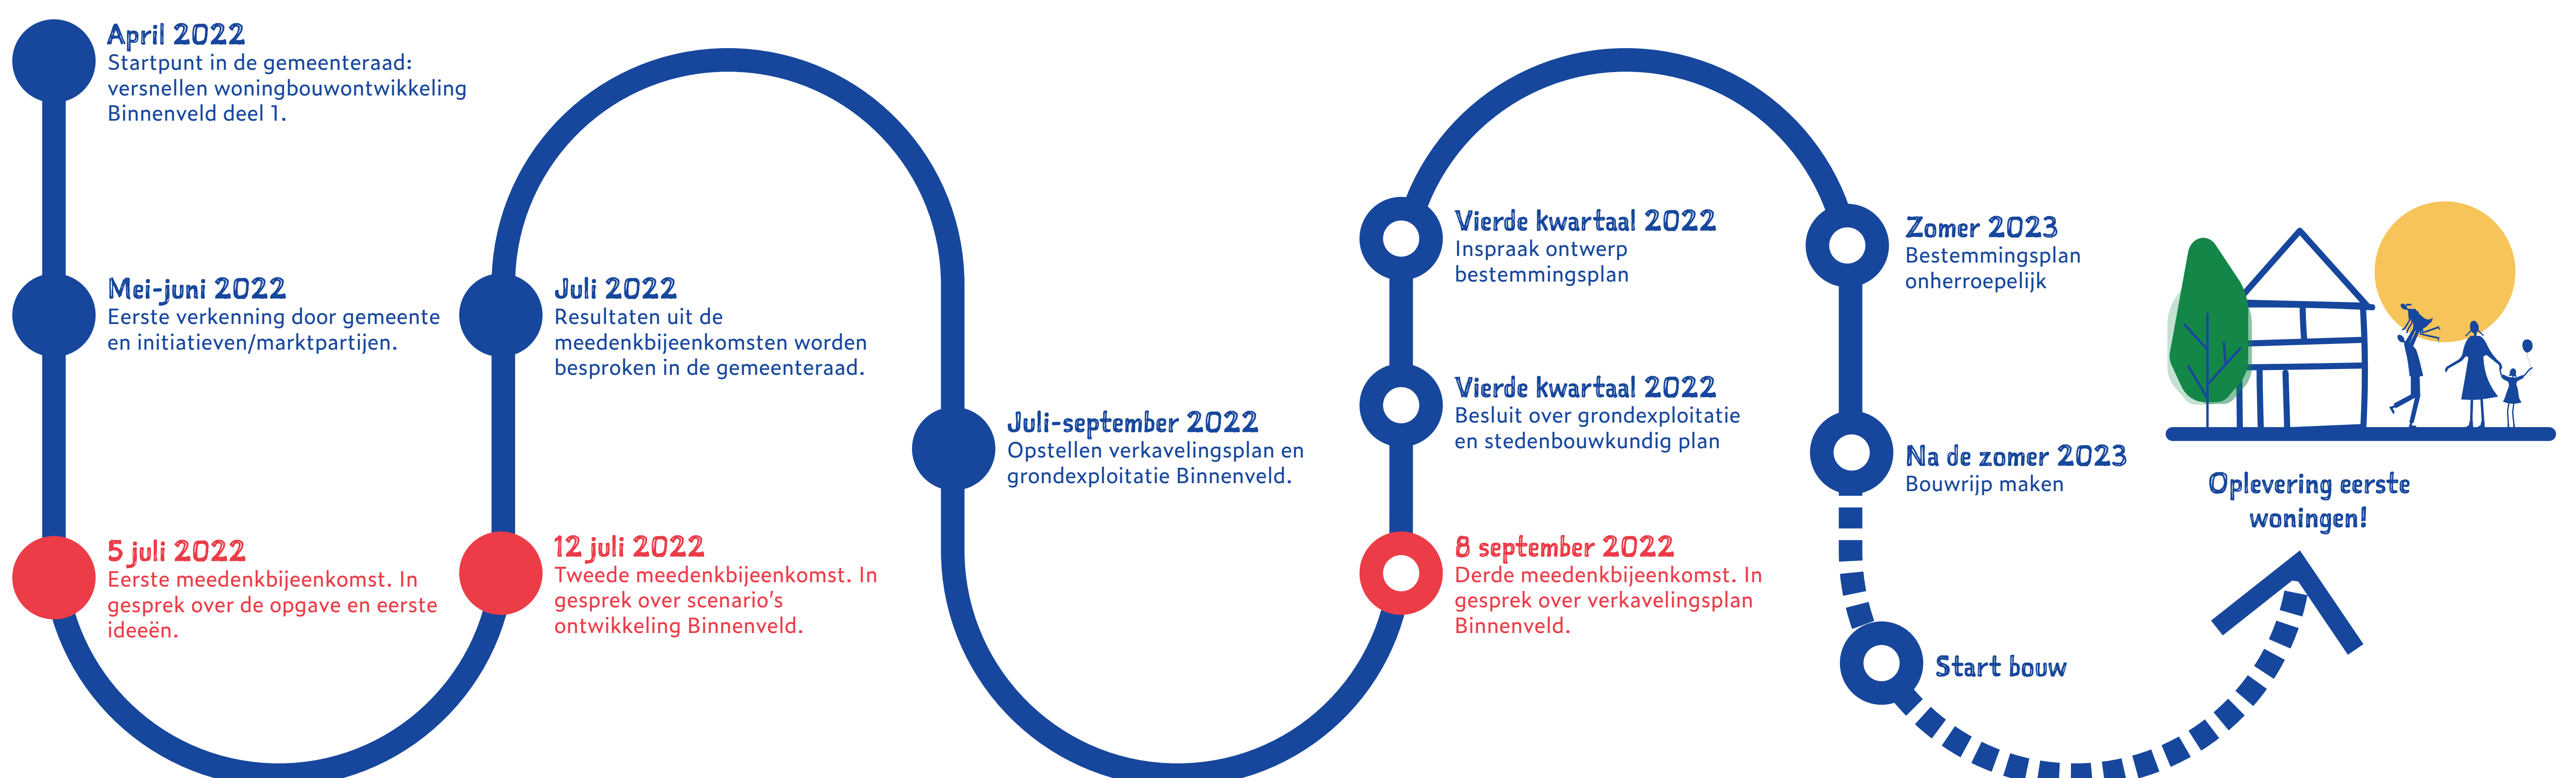 April 2022
Startpunt in de gemeenteraad:
versnellen woningbouwontwikkeling
Binnenveld deel 1.
Mei-juni 2022
Eerste verkenning door gemeente
en initiatieven/marktpartijen.
5 juli 2022
Eerste meedenkbijeenkomst. In
gesprek over de opgave en eerste
ideeën.
12 juli 2022
Tweede meedenkbijeenkomst. In
gesprek over scenario's
ontwikkeling Binnenveld.
Juli 2022
Resultaten uit de
meedenkbijeenkomsten worden
besproken in de gemeenteraad.
Juli-september 2022
Opstellen verkavelingsplan en
grondexploitatie Binnenveld.
8 september 2022
Derde meedenkbijeenkomst. In
gesprek over verkavelingsplan
Binnenveld.
Vierde kwartaal 2022
Besluit over grondexploitatie
en stedenbouwkundig plan
Vierde kwartaal 2022
Inspraak ontwerp
bestemmingsplan
Zomer 2023
Bestemmingsplan
onherroepelijk
Na de zomer 2023
Bouwrijp maken
Start bouw
Oplevering eerste
woningen!